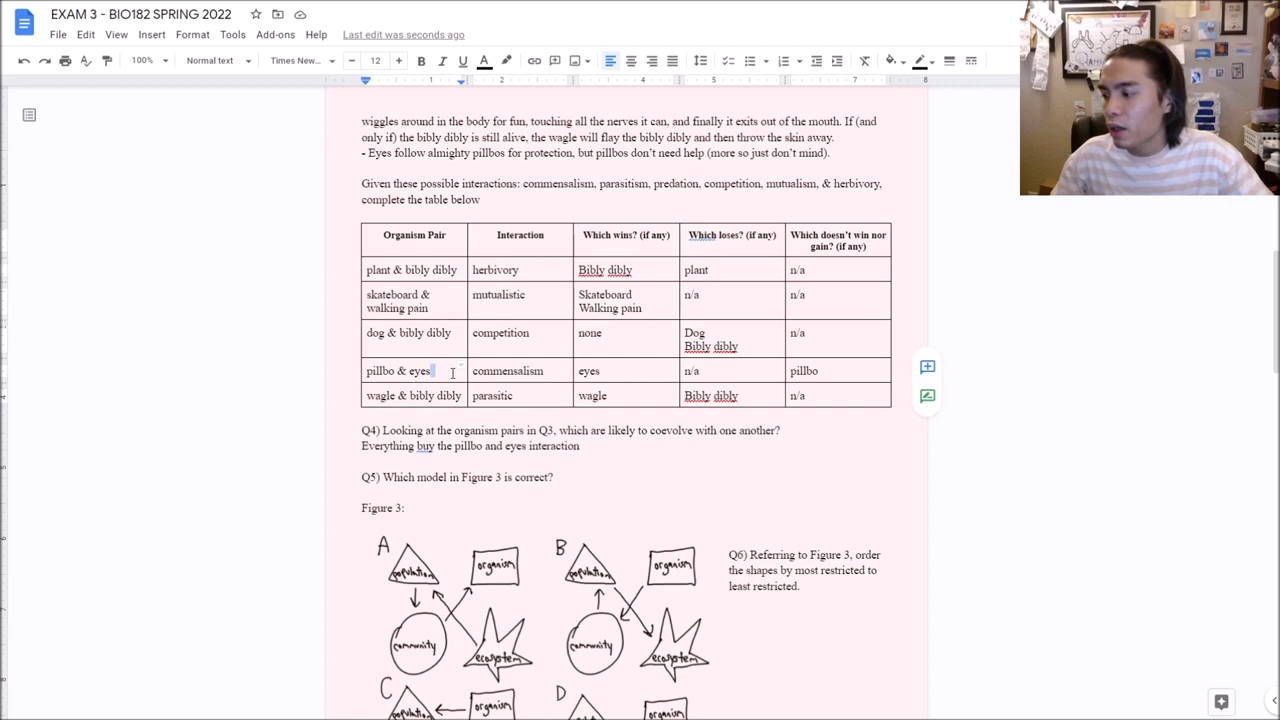 EXAM 3 - BIO182 SPRING 2022
File Edit View Insert Format Tools Add-ons Help Last edit was seconds ago
100% Normal text Times New... 12
1 2 3 4 5 6 7 8
wiggles around in the body for fun, touching all the nerves it can, and finally it exits out of the mouth. If (and
only if) the bibly dibly is still alive, the wagle will flay the bibly dibly and then throw the skin away.
- Eyes follow almighty pillbos for protection, but pillbos don't need help (more so just don't mind).
Given these possible interactions: commensalism, parasitism, predation, competition, mutualism, & herbivory,
complete the table below
Organism Pair Interaction Which wins? (if any) Which loses? (if any) Which doesn't win nor
gain? (if any)
plant & bibly dibly herbivory Bibly dibly plant n/a
skateboard & mutualistic Skateboard n/a n/a
walking pain Walking pain
dog & bibly dibly competition none Dog n/a
Bibly dibly
pillbo & eyes commensalism eyes n/a pillbo
wagle & bibly dibly parasitic wagle Bibly dibly n/a
Q4) Looking at the organism pairs in Q3, which are likely to coevolve with one another?
Everything buy the pillbo and eyes interaction
Q5) Which model in Figure 3 is correct?
Figure 3:
A population organism B population organism
Q6) Referring to Figure 3, order
the shapes by most restricted to
least restricted.
community ecosystem community ecosystem
C population organism D organism